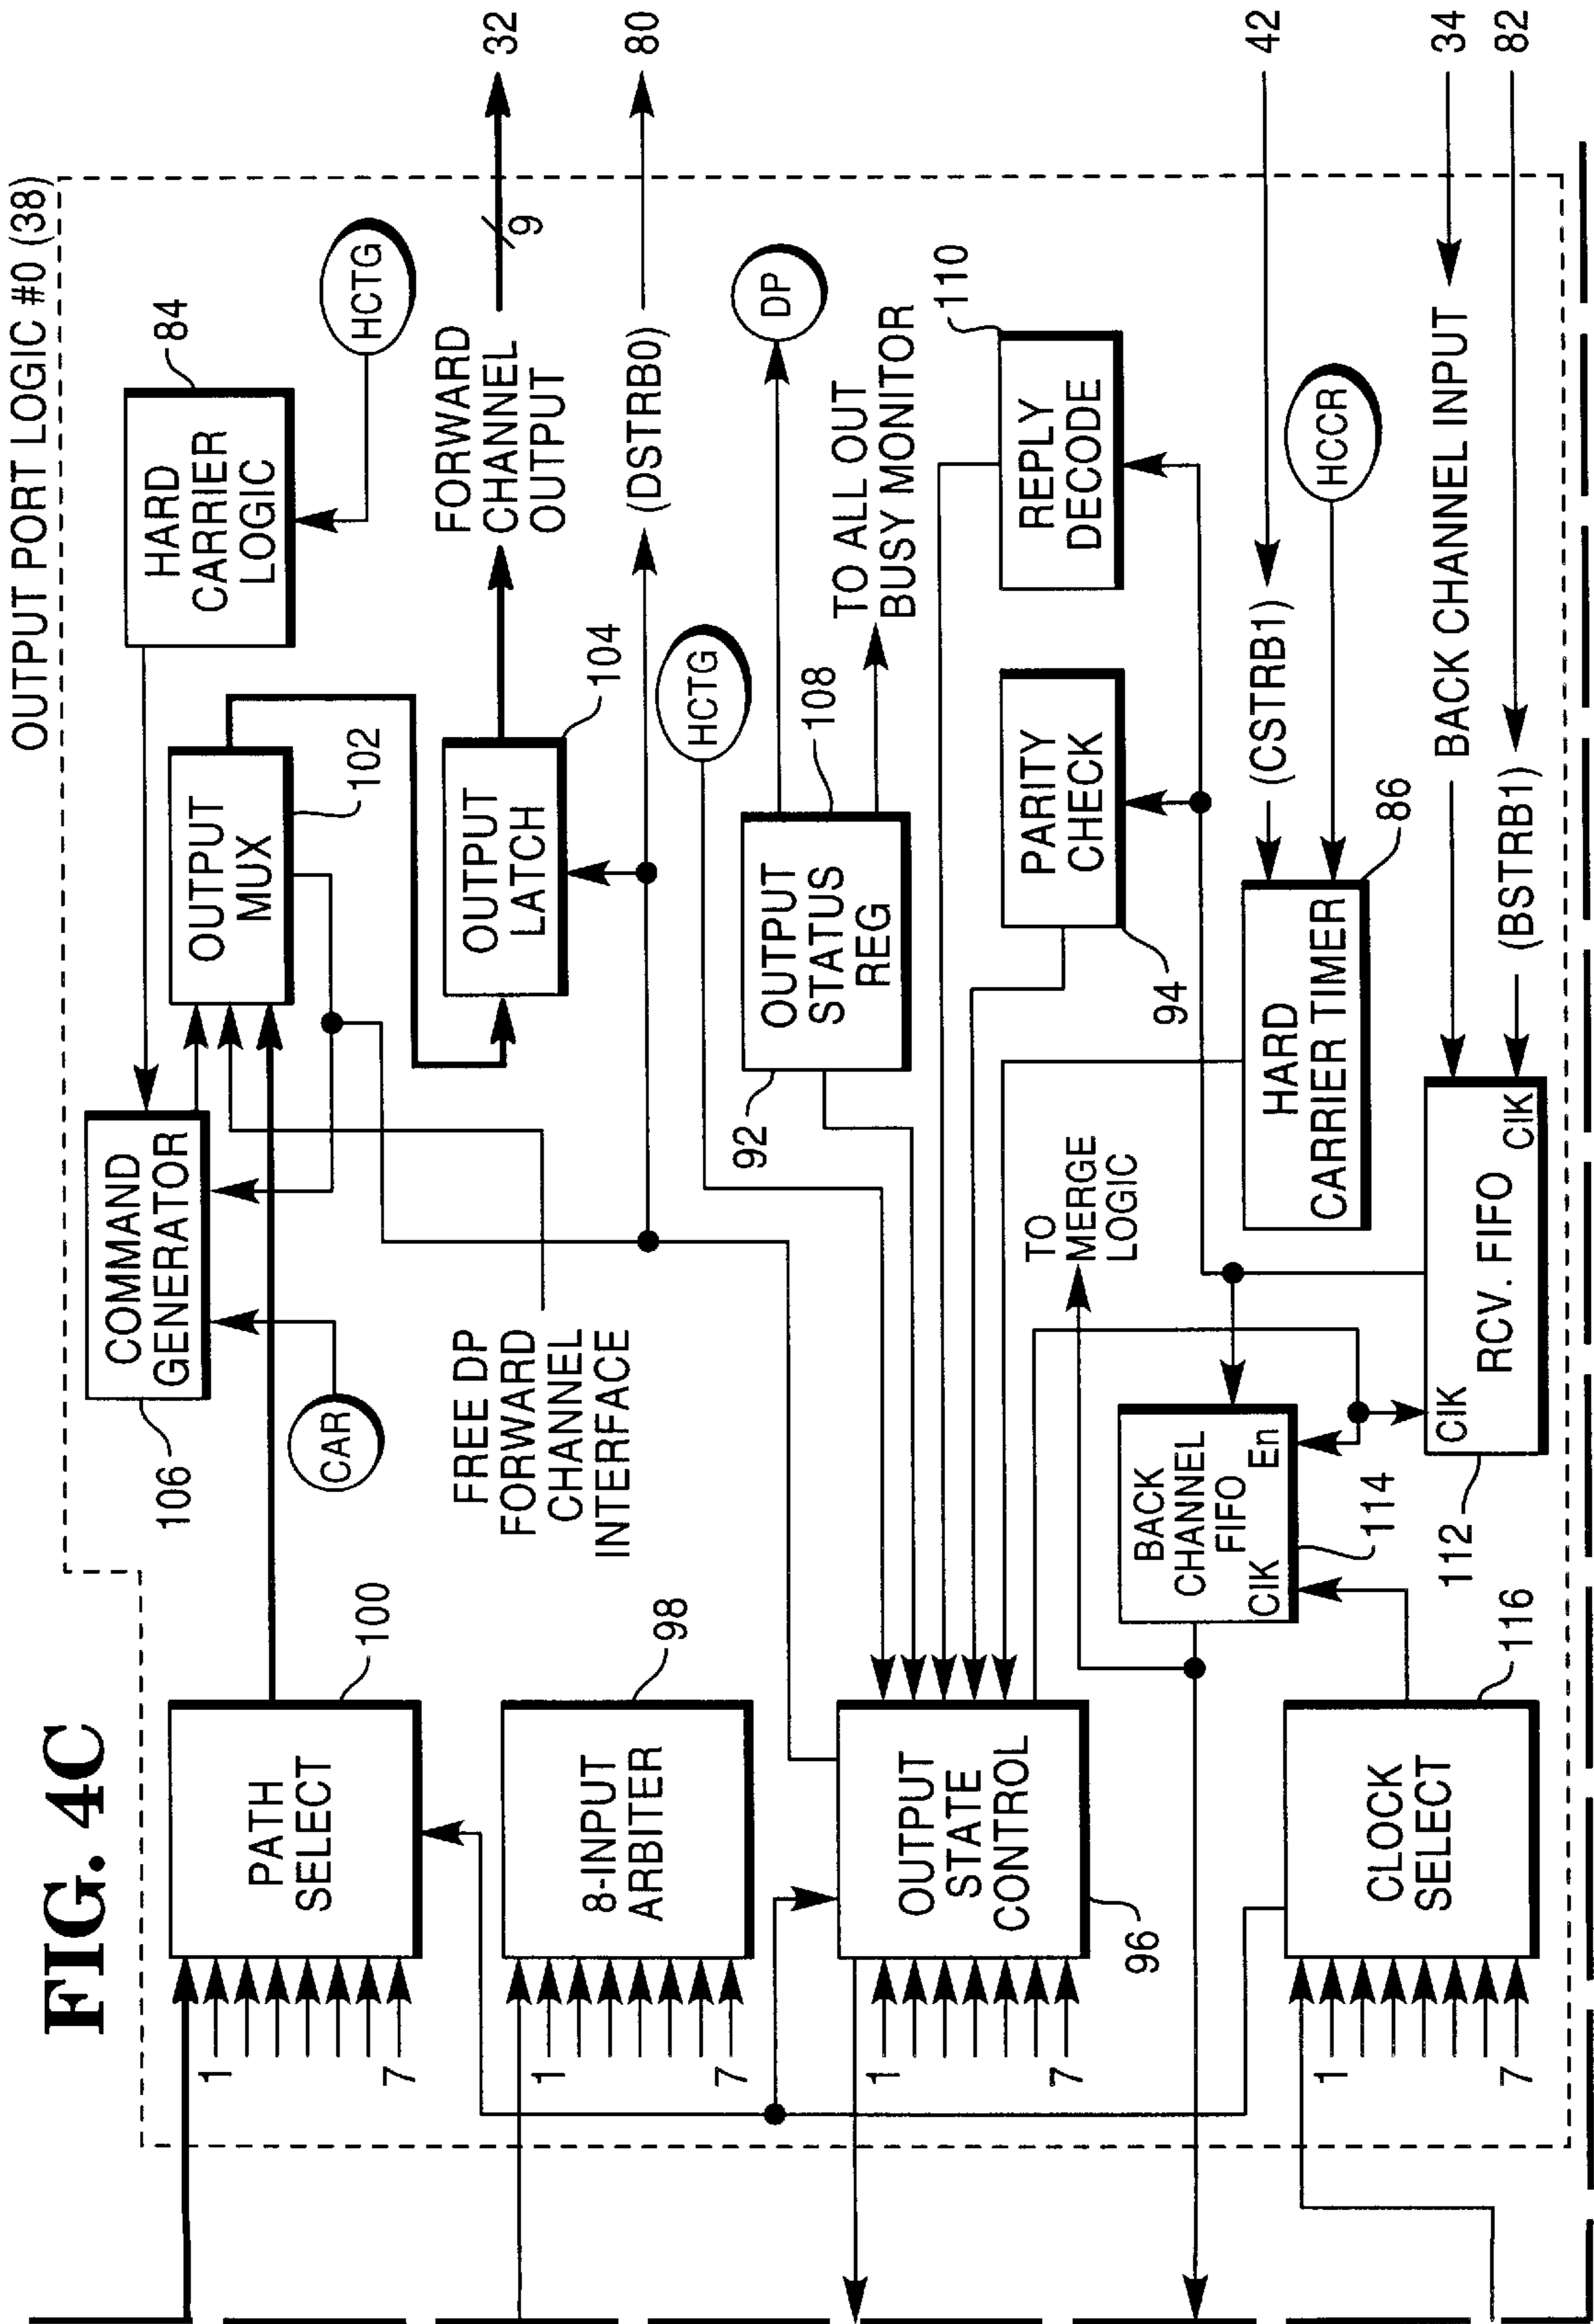 FIG. 4C
OUTPUT PORT LOGIC #0 (38)
PATH
SELECT
100
1
7
COMMAND
GENERATOR
106
CAR
OUTPUT
MUX
102
HARD
CARRIER
LOGIC
84
HCTG
FREE DP
FORWARD
CHANNEL
INTERFACE
OUTPUT
LATCH
104
FORWARD
CHANNEL
OUTPUT
9
32
(DSTRB0)
80
8-INPUT
ARBITER
98
1
7
HCTG
OUTPUT
STATUS
REG
92
108
DP
TO ALL OUT
BUSY MONITOR
OUTPUT
STATE
CONTROL
96
1
7
PARITY
CHECK
94
REPLY
DECODE
110
TO
MERGE
LOGIC
BACK
CHANNEL
FIFO
ClK
En
114
HARD
CARRIER TIMER
86
(CSTRB1)
42
HCCR
CLOCK
SELECT
116
1
7
ClK
RCV. FIFO
ClK
112
BACK CHANNEL INPUT
34
(BSTRB1)
82